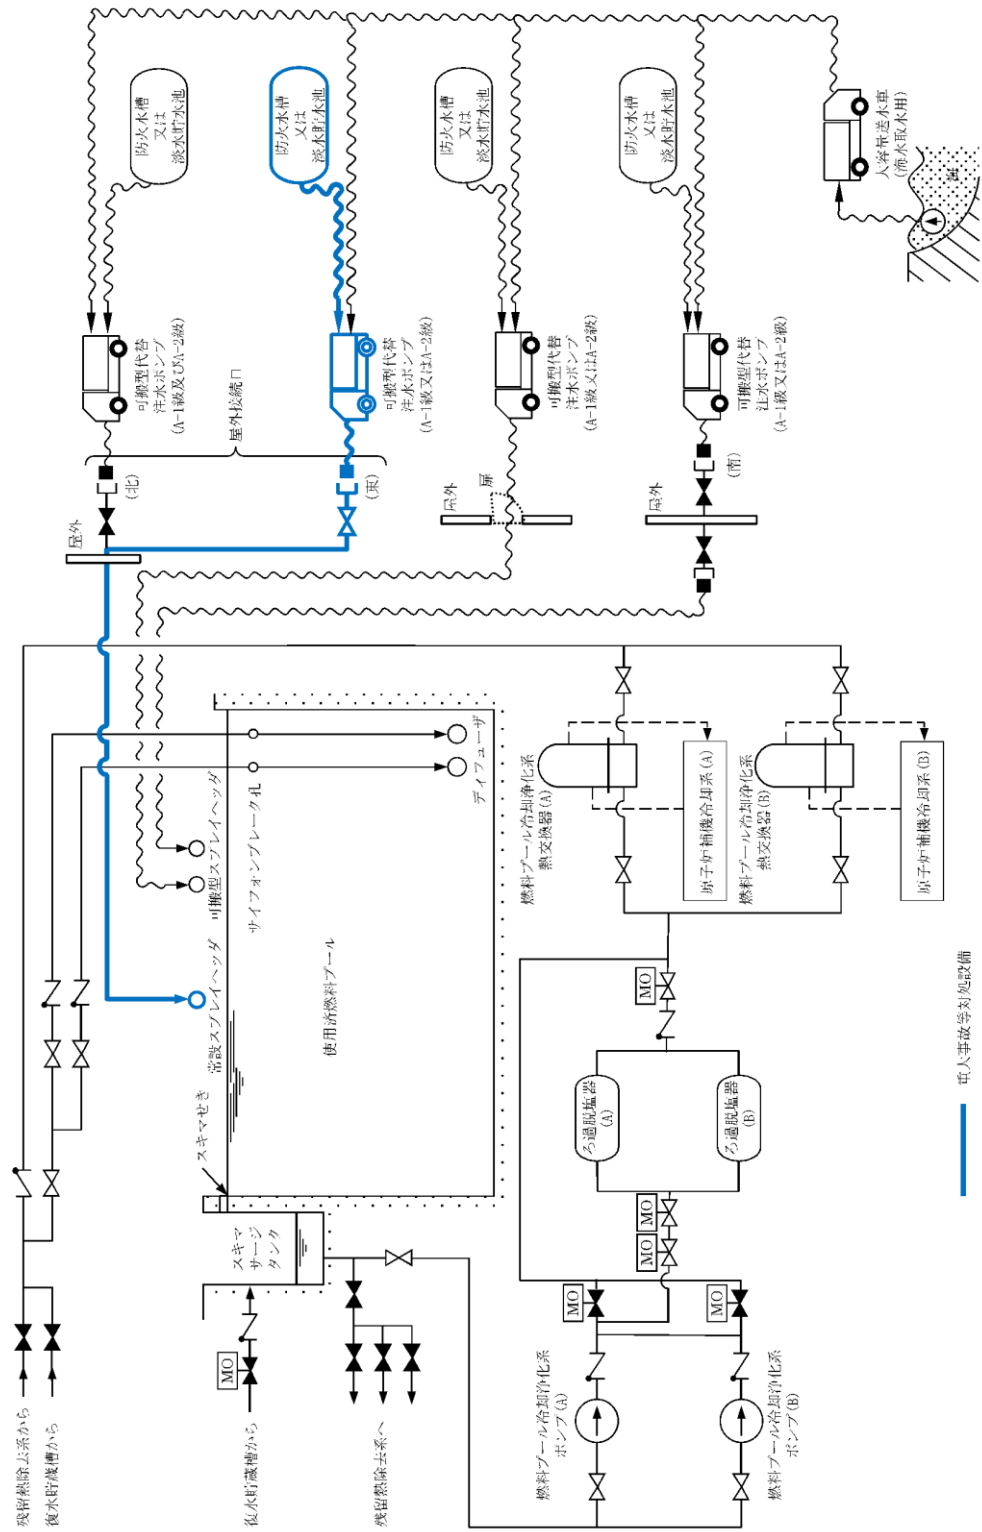 防火水槽
又は
淡水貯水池
防火水槽
又は
淡水貯水池
防火水槽
又は
淡水貯水池
防火水槽
又は
淡水貯水池
大容量送水車
(海水取水用)
海
可搬型代替
注水ポンプ
(A-1級及びA-2級)
可搬型代替
注水ポンプ
(A-1級又はA-2級)
可搬型代替
注水ポンプ
(A-1級又はA-2級)
可搬型代替
注水ポンプ
(A-1級又はA-2級)
屋外接続口
(北)
(東)
(南)
屋外
屋外
扉
屋外
ディフューザ
可搬型スプレイヘッダ
サイフォンブレーク孔
常設スプレイヘッダ
使用済燃料プール
スキマせき
スキマ
サージ
タンク
燃料プール冷却浄化系
熱交換器(A)
原子炉補機冷却系(A)
燃料プール冷却浄化系
熱交換器(B)
原子炉補機冷却系(B)
MO
ろ過脱塩器
(A)
ろ過脱塩器
(B)
MO
MO
MO
MO
MO
燃料プール冷却浄化系
ポンプ(A)
燃料プール冷却浄化系
ポンプ(B)
残留熱除去系から
復水貯蔵槽から
復水貯蔵槽から
残留熱除去系へ
重大事故等対処設備